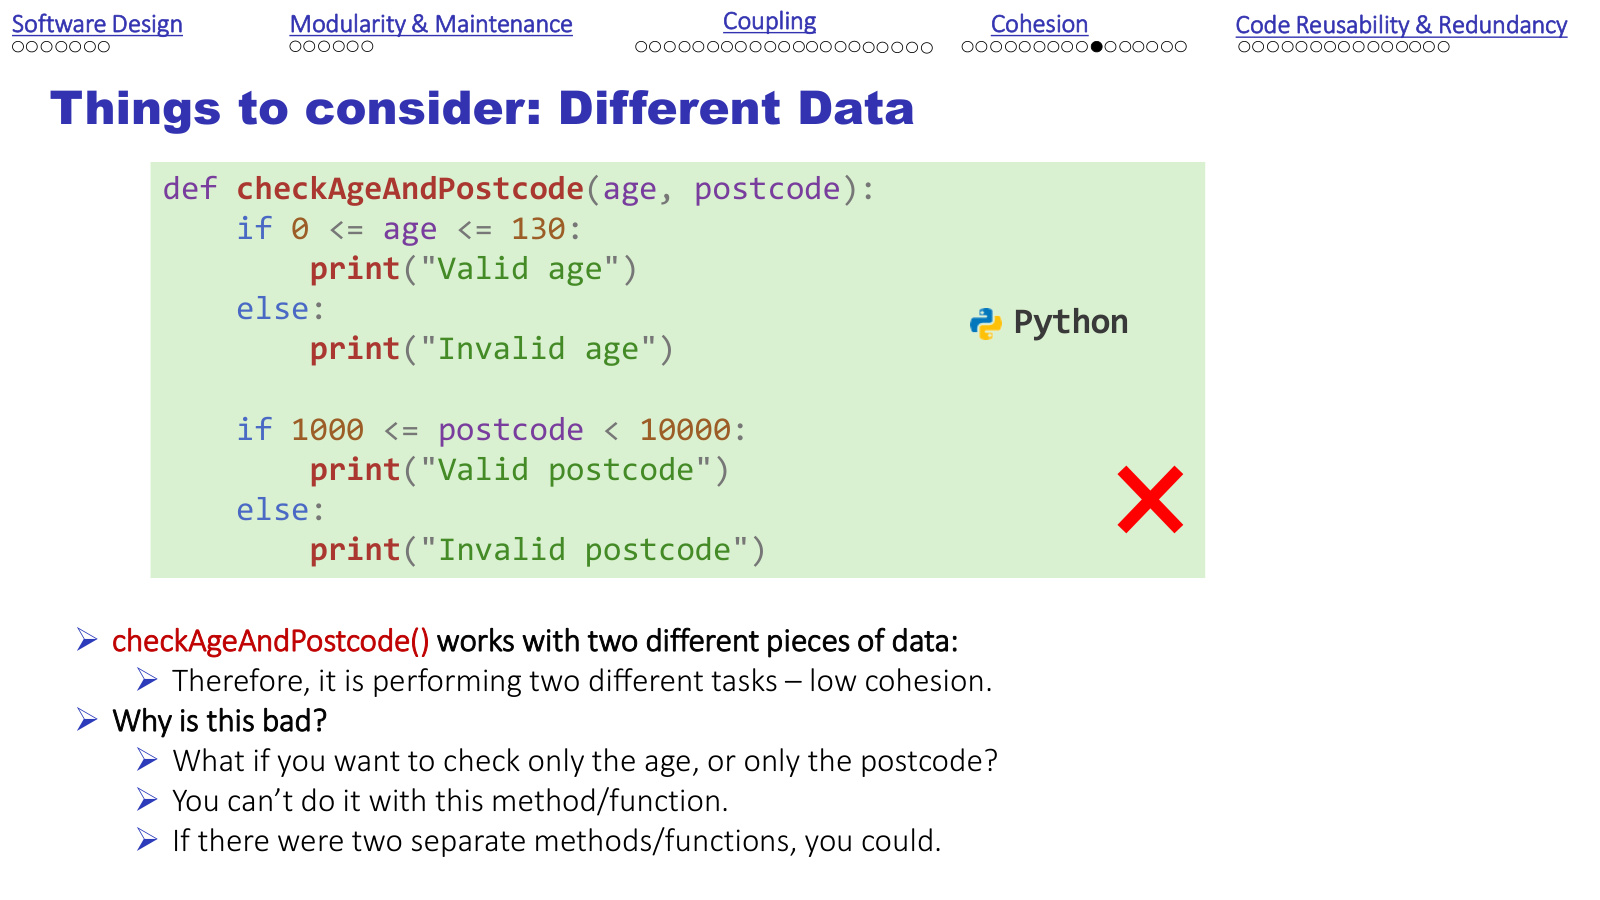 Software Design
Modularity & Maintenance
Coupling
Cohesion
Code Reusability & Redundancy
Things to consider: Different Data
def checkAgeAndPostcode(age, postcode):
    if 0 <= age <= 130:
        print("Valid age")
    else:
        print("Invalid age")
    if 1000 <= postcode < 10000:
        print("Valid postcode")
    else:
        print("Invalid postcode")
Python
checkAgeAndPostcode() works with two different pieces of data:
Therefore, it is performing two different tasks – low cohesion.
Why is this bad?
What if you want to check only the age, or only the postcode?
You can’t do it with this method/function.
If there were two separate methods/functions, you could.